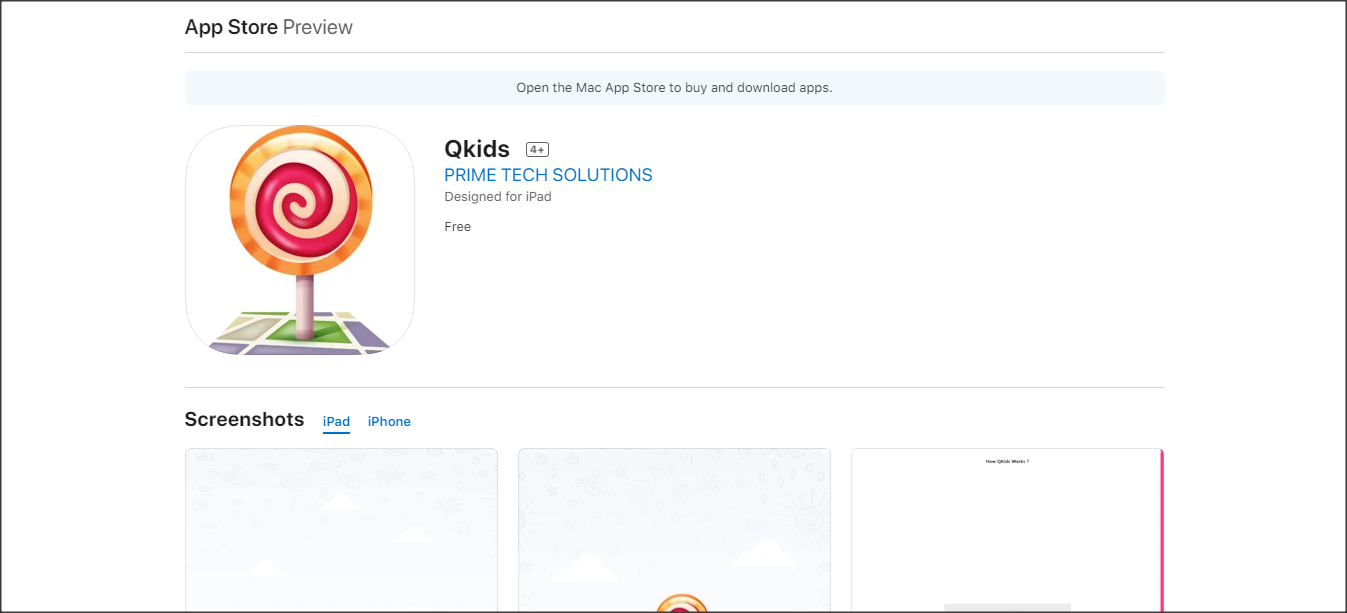 App Store Preview
Open the Mac App Store to buy and download apps.
Qkids 4+
PRIME TECH SOLUTIONS
Designed for iPad
Free
Screenshots iPad iPhone
How QKids Works ?